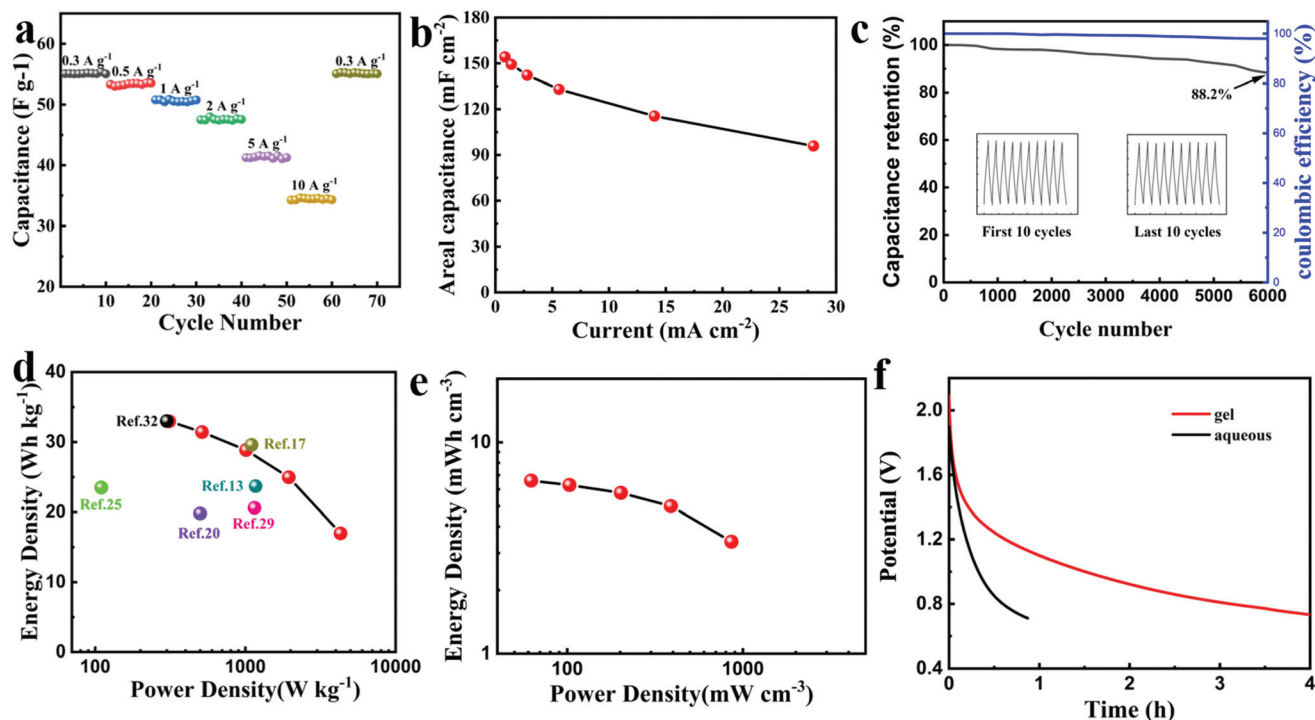 a
Capacitance (F g-1)
65
60
55
50
45
40
35
30
25
20
0.3 A g⁻¹
0.5 A g⁻¹
1 A g⁻¹
2 A g⁻¹
5 A g⁻¹
10 A g⁻¹
0.3 A g⁻¹
0 10 20 30 40 50 60 70
Cycle Number
b
Areal capacitance (mF cm⁻²)
180
150
120
90
60
30
0
0 5 10 15 20 25 30
Current (mA cm⁻²)
c
Capacitance retention (%)
100
80
60
40
20
0
88.2%
First 10 cycles
Last 10 cycles
100
80
60
40
20
0
coulombic efficiency (%)
0 1000 2000 3000 4000 5000 6000
Cycle number
d
Energy Density (Wh kg⁻¹)
40
30
20
10
0
Ref.32
Ref.17
Ref.25
Ref.13
Ref.20
Ref.29
100 1000 10000
Power Density(W kg⁻¹)
e
Energy Density (mWh cm⁻³)
10
1
100 1000
Power Density(mW cm⁻³)
f
Potential (V)
2.0
1.6
1.2
0.8
0.4
gel
aqueous
0 1 2 3 4
Time (h)